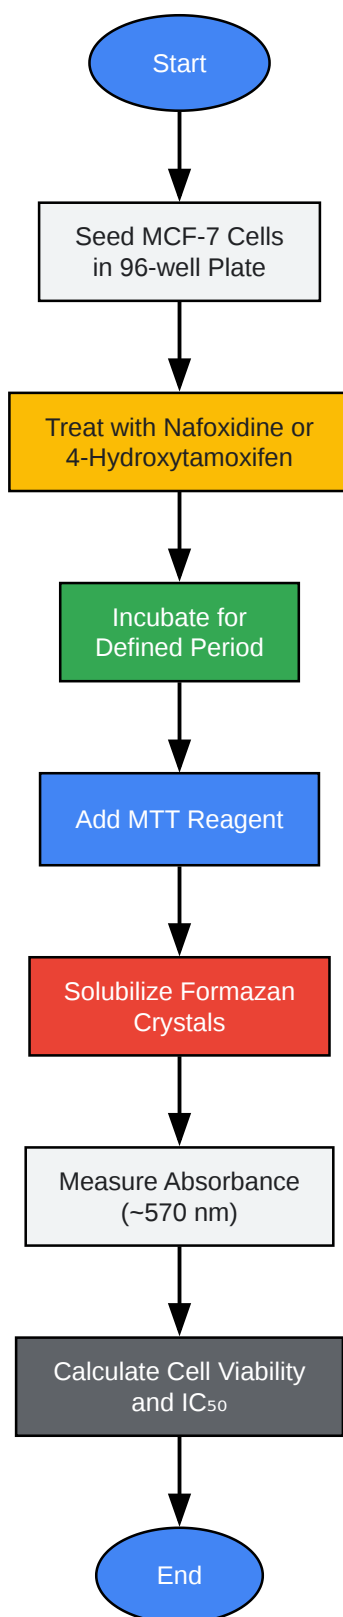 Start
Seed MCF-7 Cells
in 96-well Plate
Treat with Nafoxidine or
4-Hydroxytamoxifen
Incubate for
Defined Period
Add MTT Reagent
Solubilize Formazan
Crystals
Measure Absorbance
(~570 nm)
Calculate Cell Viability
and IC₅₀
End